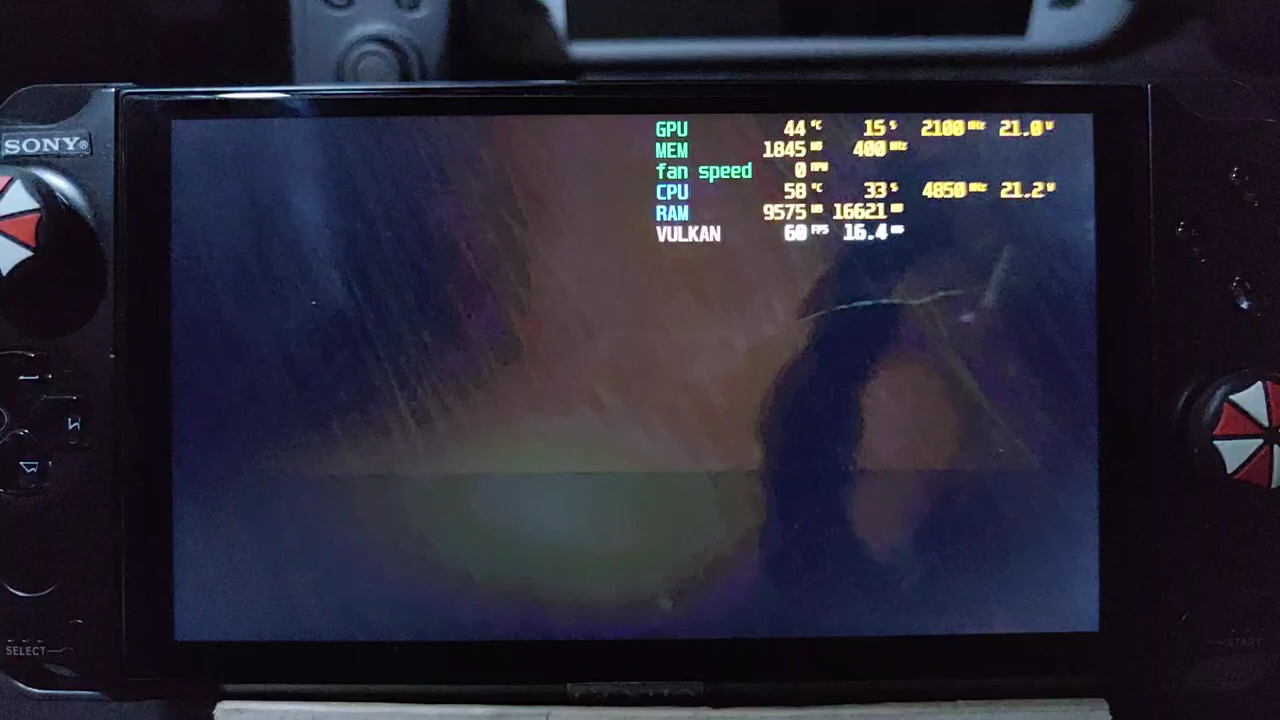 SONY®
GPU 44 °C 15 % 2100 MHz 21.0 W
MEM 1845 MB 400 MHz
fan speed 0 RPM
CPU 58 °C 33 % 4850 MHz 21.2 W
RAM 9575 MB 16621 MB
VULKAN 60 FPS 16.4 ms
SELECT
START